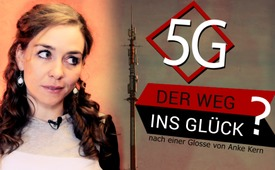 5G
DER WEG
INS GLÜCK ?
nach einer Glosse von Anke Kern